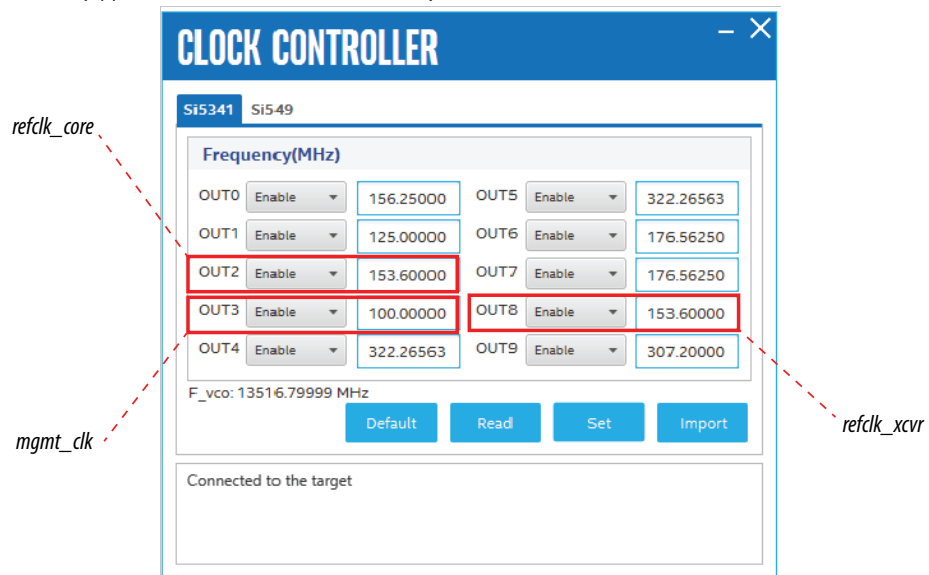 CLOCK CONTROLLER
Si5341 Si549
refclk_core
Frequency(MHz)
OUT0 Enable 156.25000 OUT5 Enable 322.26563
OUT1 Enable 125.00000 OUT6 Enable 176.56250
OUT2 Enable 153.60000 OUT7 Enable 176.56250
OUT3 Enable 100.00000 OUT8 Enable 153.60000
OUT4 Enable 322.26563 OUT9 Enable 307.20000
F_vco: 13516.79999 MHz
Default Read Set Import
refclk_xcvr
mgmt_clk
Connected to the target